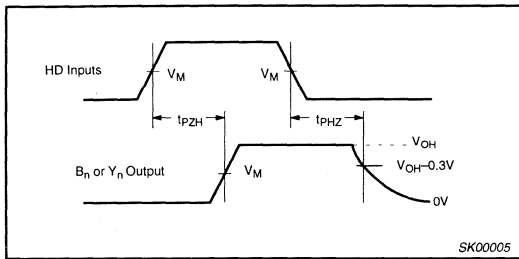 HD Inputs
VM
VM
tPZH
tPHZ
VOH
VOH–0.3V
Bn or Yn Output
VM
0V
SK00005